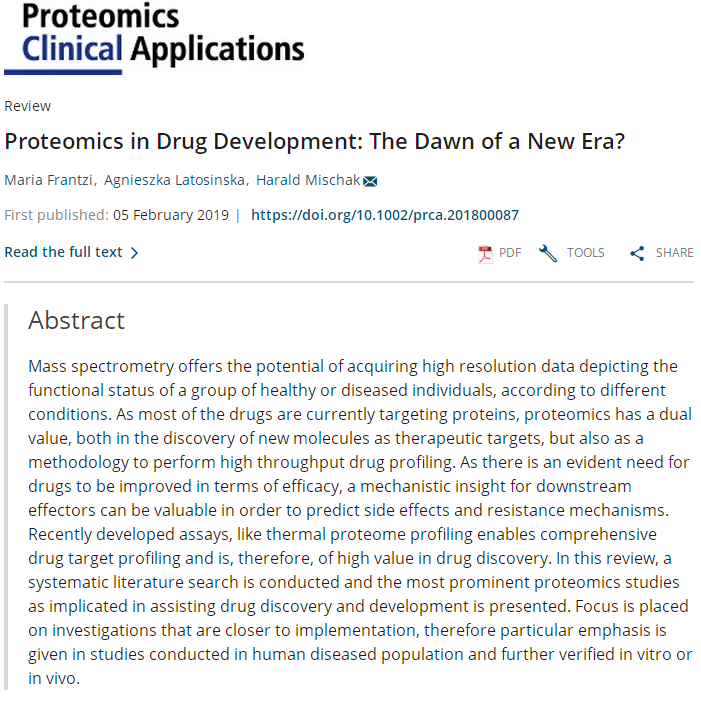 Proteomics
Clinical Applications
Review
Proteomics in Drug Development: The Dawn of a New Era?
Maria Frantzi, Agnieszka Latosinska, Harald Mischak
First published: 05 February 2019 | https://doi.org/10.1002/prca.201800087
Read the full text > PDF TOOLS SHARE
Abstract
Mass spectrometry offers the potential of acquiring high resolution data depicting the
functional status of a group of healthy or diseased individuals, according to different
conditions. As most of the drugs are currently targeting proteins, proteomics has a dual
value, both in the discovery of new molecules as therapeutic targets, but also as a
methodology to perform high throughput drug profiling. As there is an evident need for
drugs to be improved in terms of efficacy, a mechanistic insight for downstream
effectors can be valuable in order to predict side effects and resistance mechanisms.
Recently developed assays, like thermal proteome profiling enables comprehensive
drug target profiling and is, therefore, of high value in drug discovery. In this review, a
systematic literature search is conducted and the most prominent proteomics studies
as implicated in assisting drug discovery and development is presented. Focus is placed
on investigations that are closer to implementation, therefore particular emphasis is
given in studies conducted in human diseased population and further verified in vitro or
in vivo.